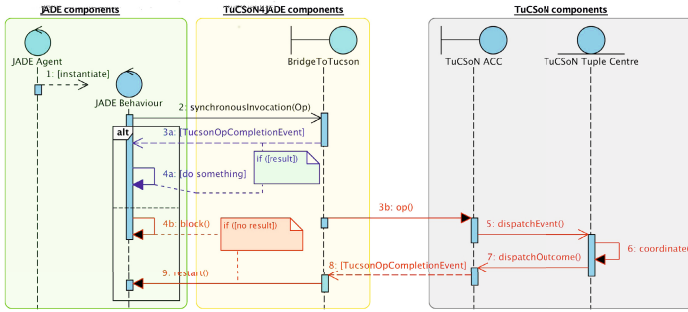 JADE components
TuCSoN4JADE components
TuCSoN components
JADE Agent
BridgeToTucson
TuCSoN ACC
TuCSoN Tuple Centre
1: [instantiate]
JADE Behaviour
2: synchronousInvocation(Op)
alt
3a: [TucsonOpCompletionEvent]
if ([result])
4a: [do something]
3b: op()
4b: block()
if ([no result])
5: dispatchEvent()
6: coordinate
7: dispatchOutcome()
8: [TucsonOpCompletionEvent]
9: restart()